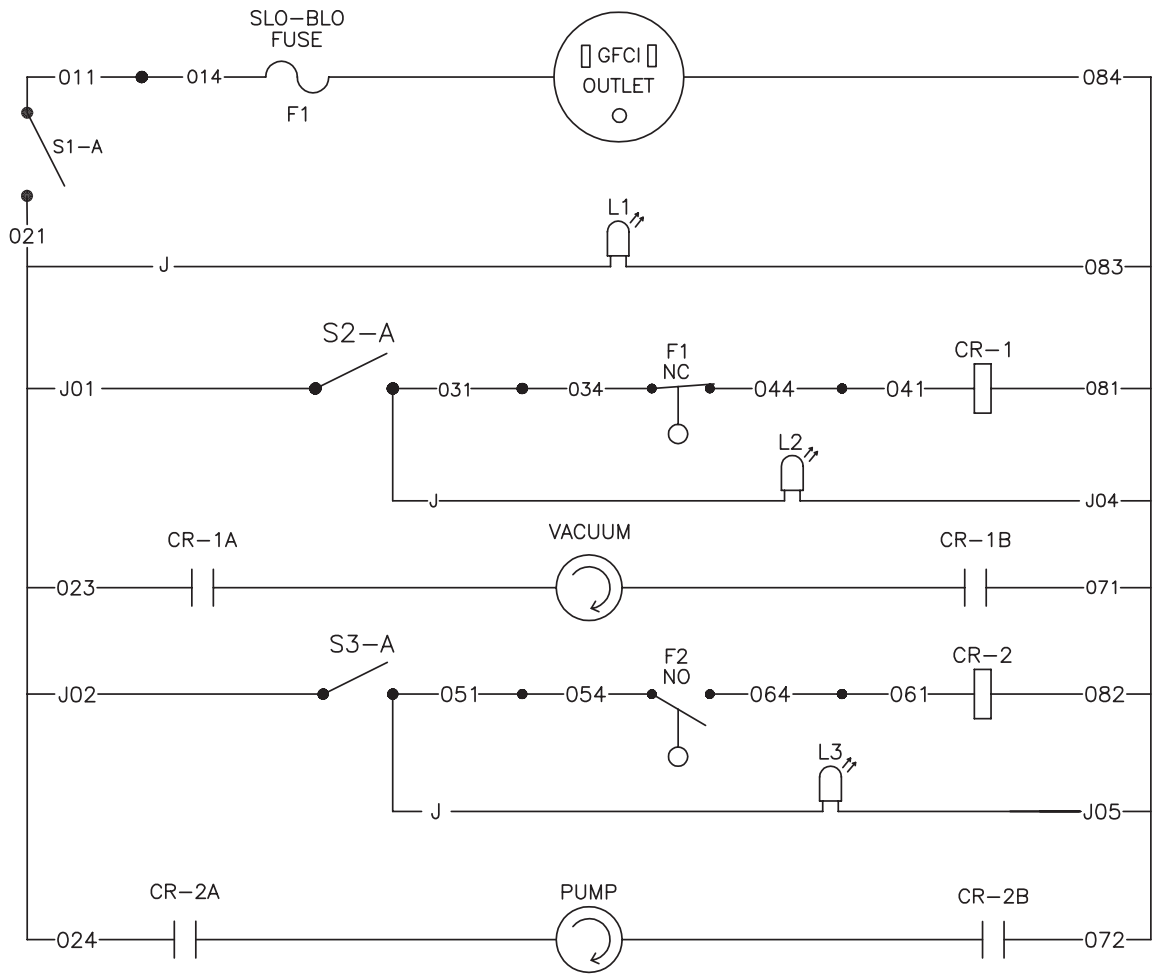 SLO-BLO
FUSE
011
014
F1
GFCI
OUTLET
084
S1-A
021
J
L1
083
S2-A
J01
031
034
F1
NC
044
041
CR-1
081
J
L2
J04
CR-1A
VACUUM
CR-1B
023
071
S3-A
J02
051
054
F2
NO
064
061
CR-2
082
J
L3
J05
CR-2A
PUMP
CR-2B
024
072